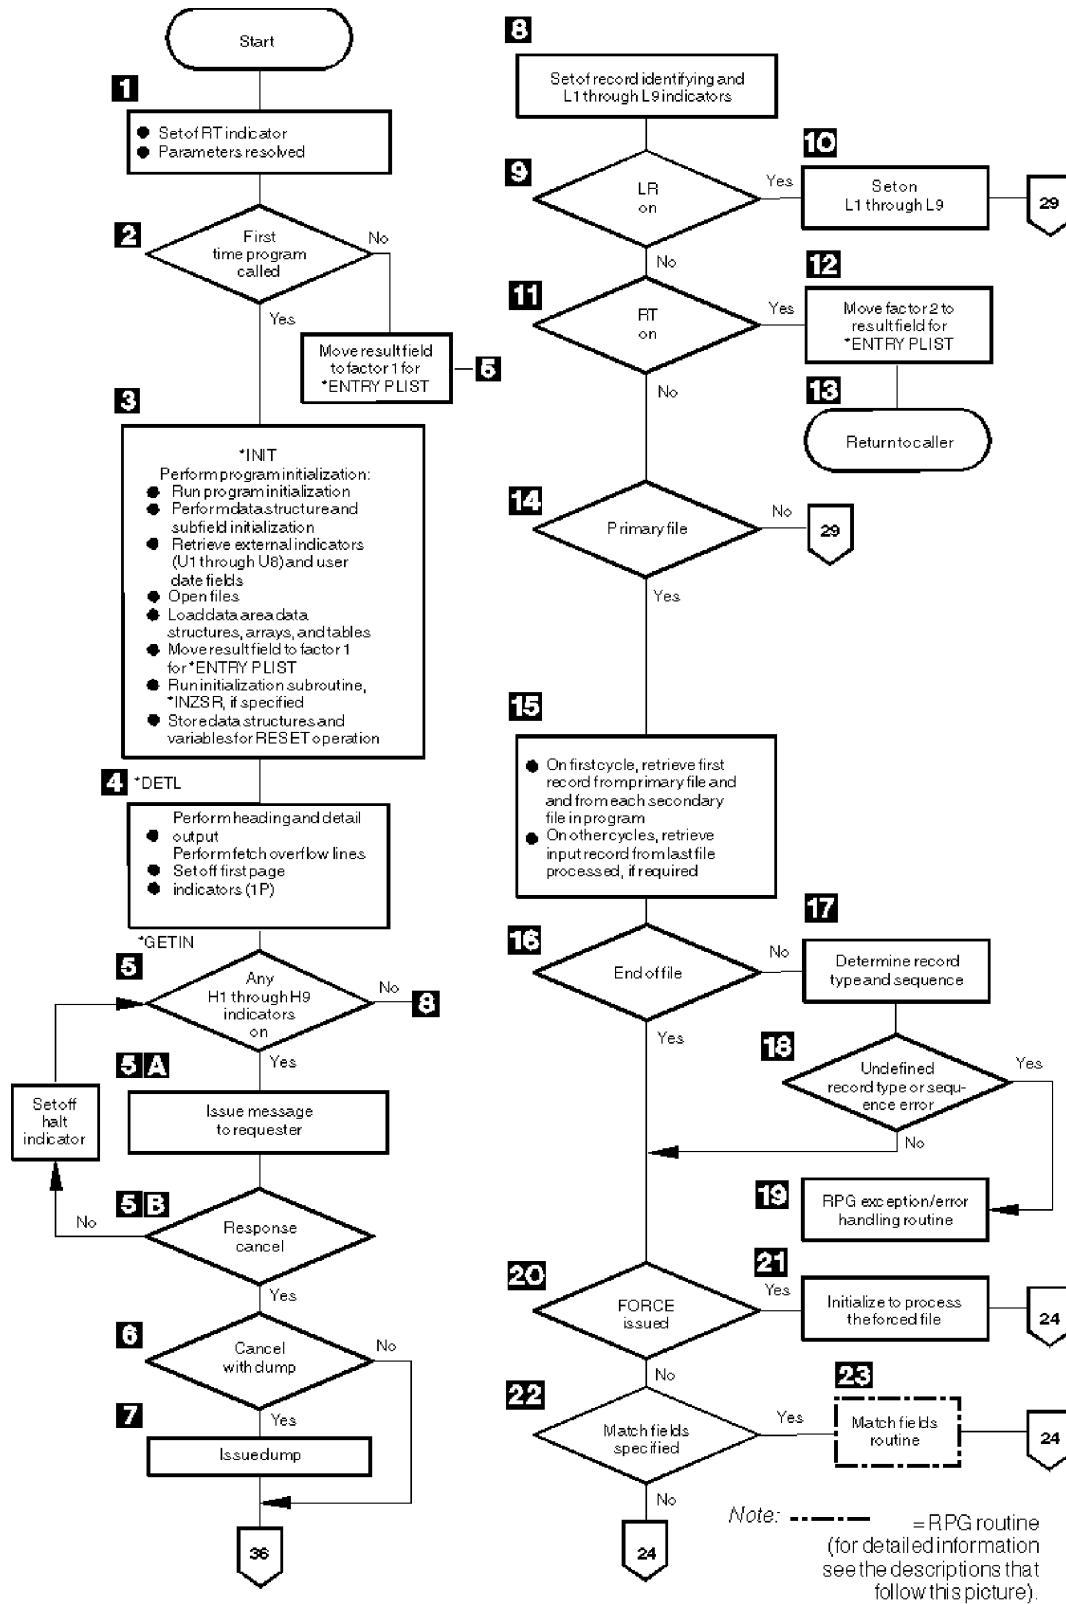 Start
1
● Set of RT indicator
● Parameters resolved
2
First
time program
called
No
Yes
Move result field
to factor 1 for
*ENTRY PLIST
5
3
*INIT
Perform program initialization:
● Run program initialization
● Perform data structure and
subfield initialization
● Retrieve external indicators
(U1 through U8) and user
date fields
● Open files
● Load data area data
structures, arrays, and tables
● Move result field to factor 1
for *ENTRY PLIST
● Run initialization subroutine,
*INZSR, if specified
● Store data structures and
variables for RESET operation
4 *DETL
Perform heading and detail
● output
Perform fetch overflow lines
● Set off first page
● indicators (1P)
*GETIN
5
Any
H1 through H9
indicators
on
No
8
Yes
5 A
Issue message
to requester
Set off
halt
indicator
5 B
No
Response
cancel
Yes
6
Cancel
with dump
No
Yes
7
Issue dump
36
8
Set of record identifying and
L1 through L9 indicators
9
LR
on
Yes
10
Set on
L1 through L9
29
No
11
RT
on
Yes
12
Move factor 2 to
result field for
*ENTRY PLIST
No
13
Return to caller
14
Primary file
No
29
Yes
15
● On first cycle, retrieve first
record from primary file and
and from each secondary
file in program
● On other cycles, retrieve
input record from last file
processed, if required
16
End of file
No
17
Determine record
type and sequence
Yes
18
Undefined
record type or sequ-
ence error
Yes
No
19
RPG exception/error
handling routine
20
FORCE
issued
Yes
21
Initialize to process
the forced file
24
No
22
Match fields
specified
Yes
23
Match fields
routine
24
No
24
Note: = RPG routine
(for detailed information
see the descriptions that
follow this picture).